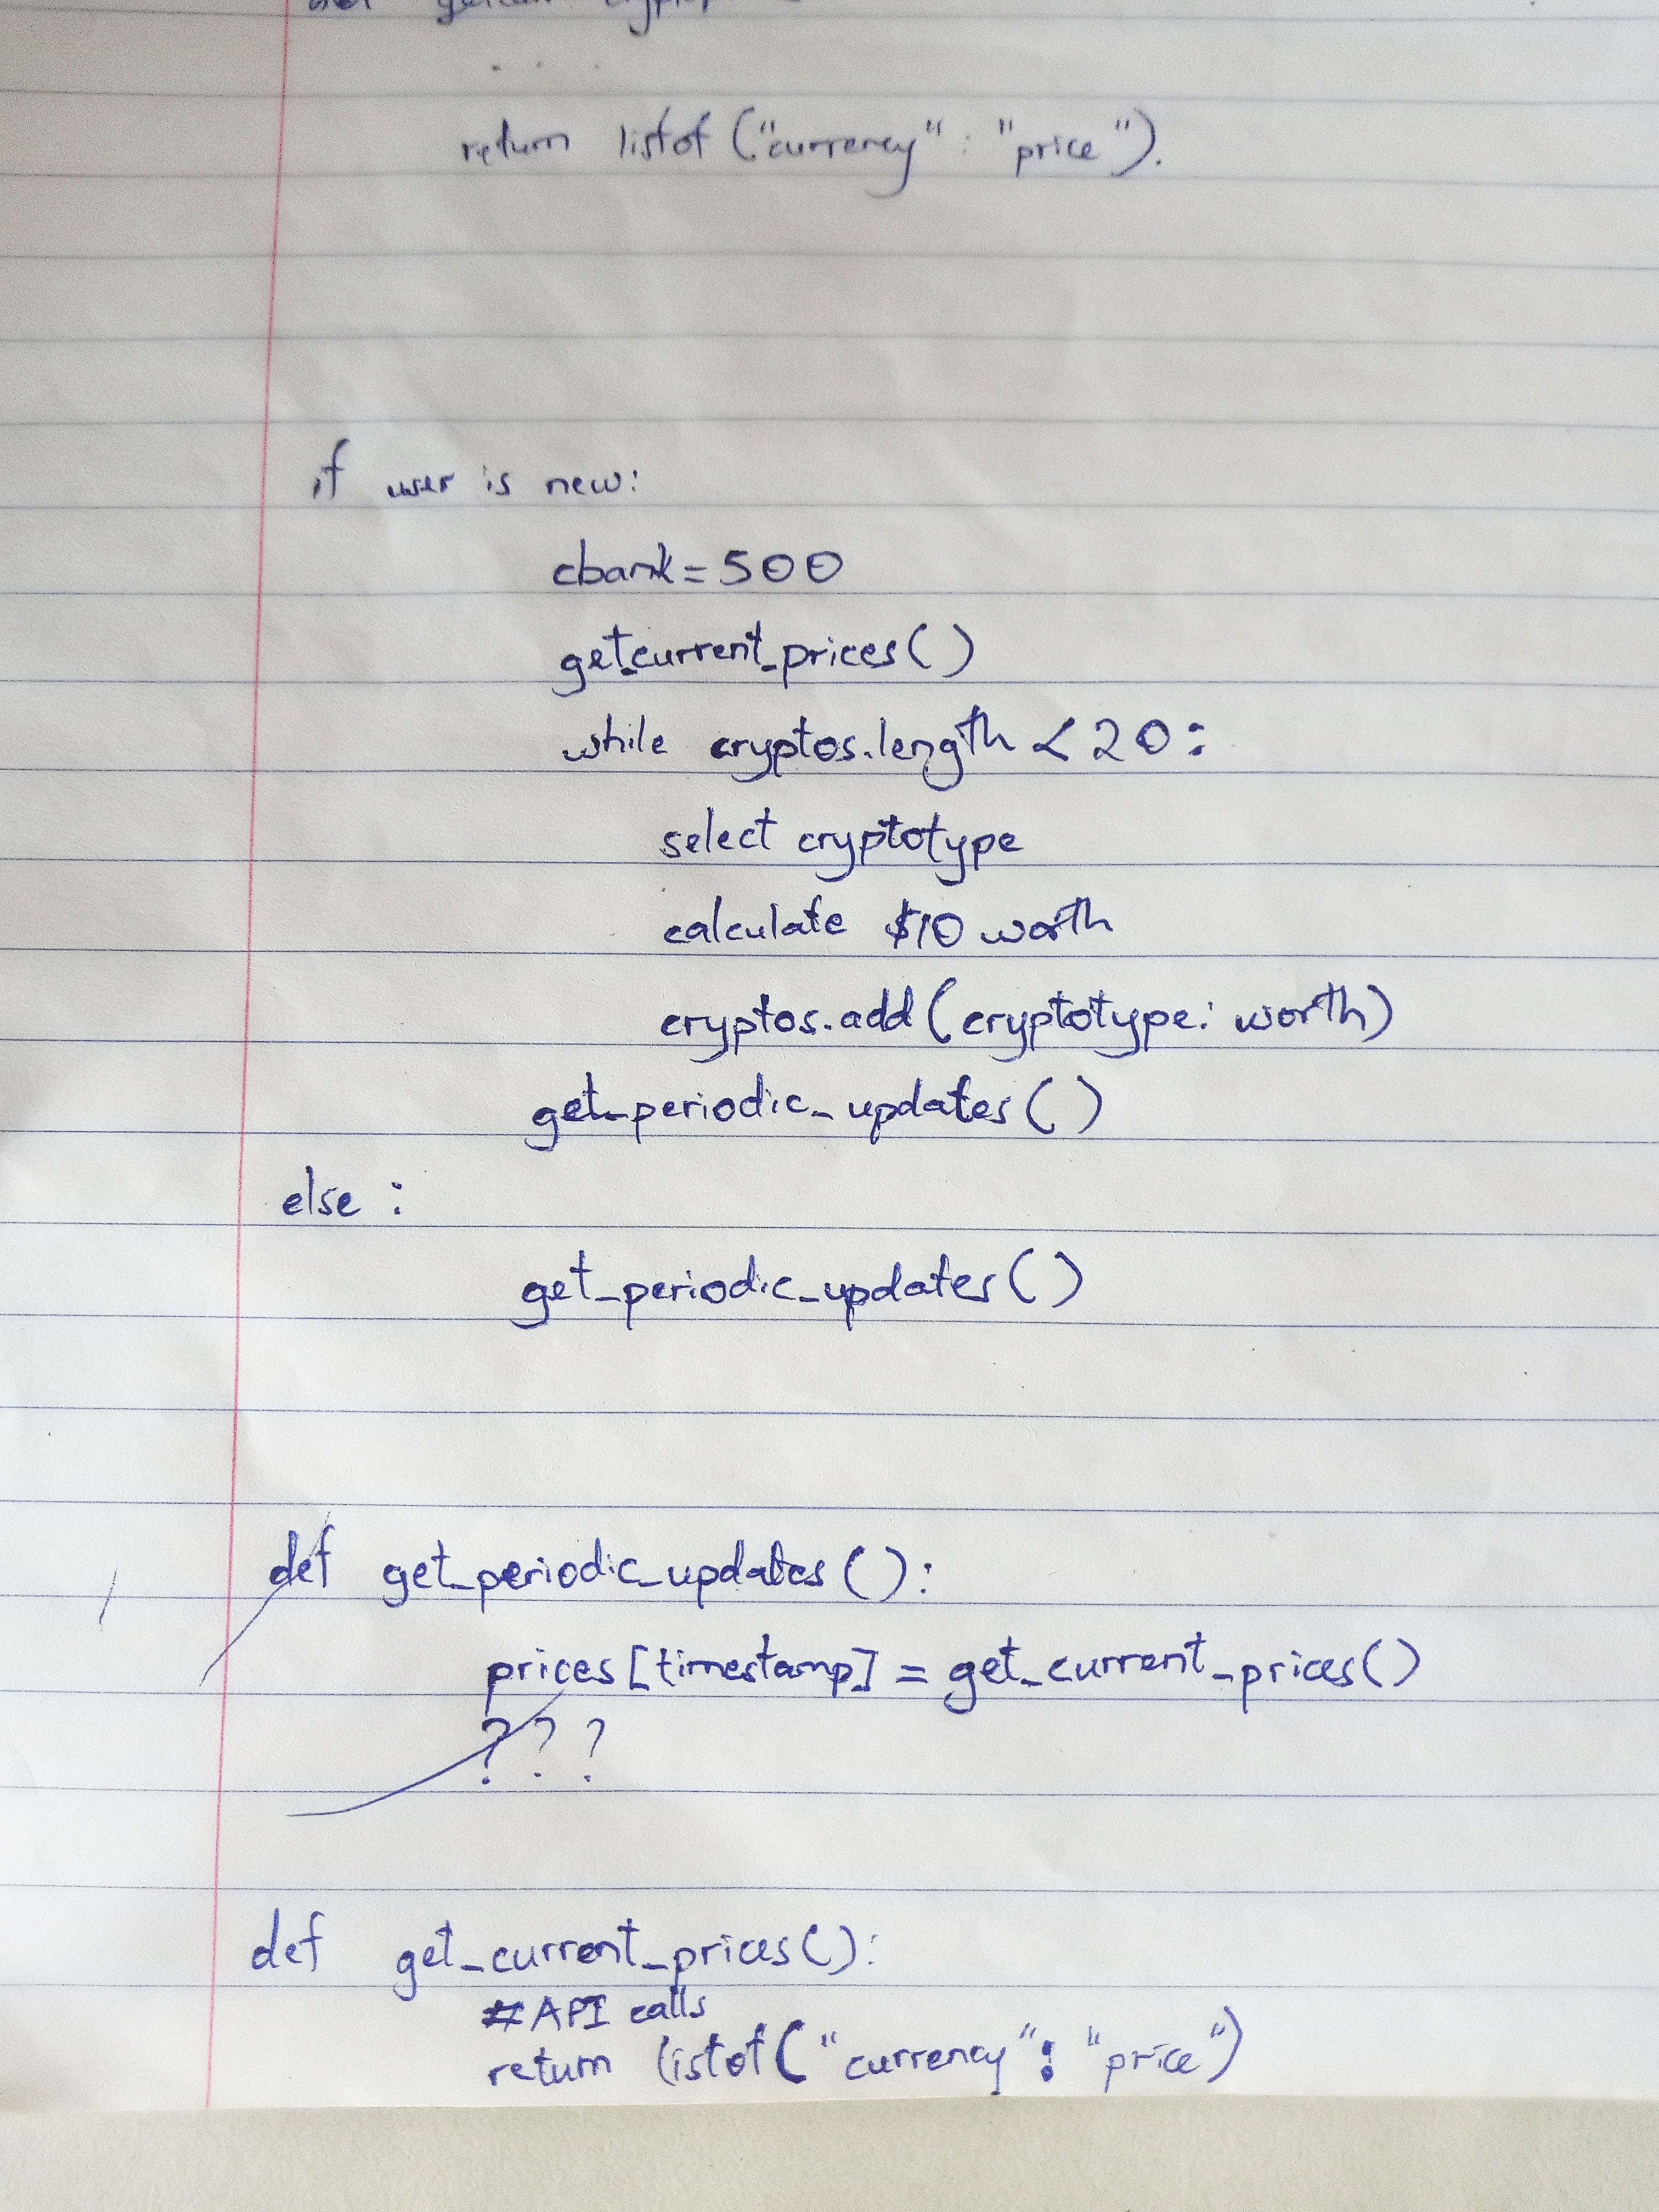 . . .
return listof ("currency" : "price").
if user is new:
cbank = 500
get_current_prices()
while cryptos.length < 20:
select cryptotype
calculate $10 worth
cryptos.add (cryptotype: worth)
get_periodic_updates()
else :
get_periodic_updates()
def get_periodic_updates():
prices[timestamp] = get_current_prices()
? ? ?
def get_current_prices():
#API calls
return listof("currency": "price")